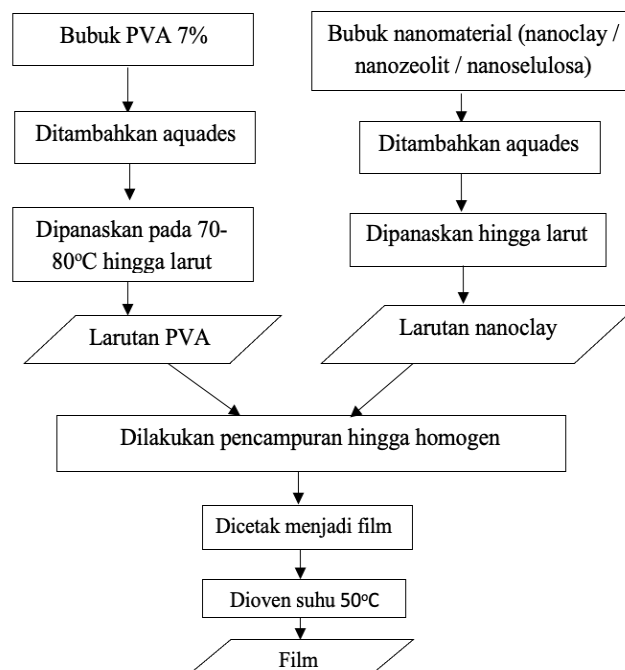 Bubuk PVA 7%
Ditambahkan aquades
Dipanaskan pada 70-
80°C hingga larut
Larutan PVA
Bubuk nanomaterial (nanoclay /
nanozeolit / nanoselulosa)
Ditambahkan aquades
Dipanaskan hingga larut
Larutan nanoclay
Dilakukan pencampuran hingga homogen
Dicetak menjadi film
Dioven suhu 50°C
Film